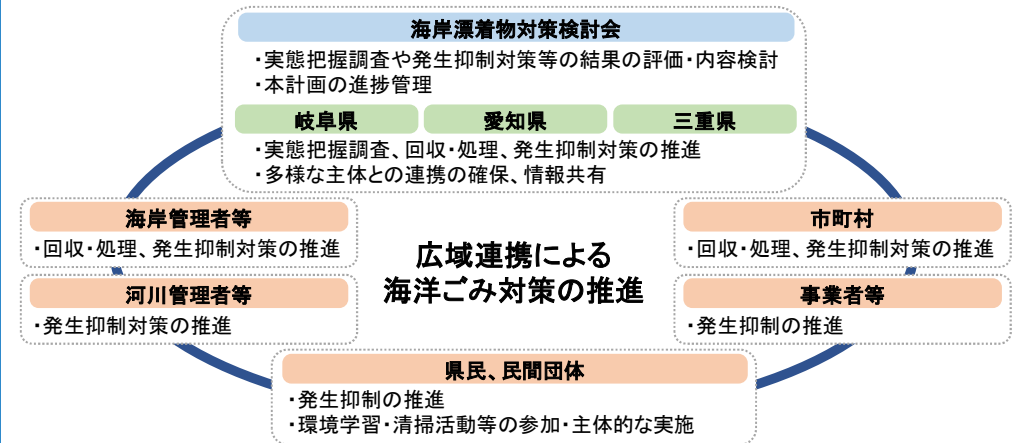 海岸漂着物対策検討会
・実態把握調査や発生抑制対策等の結果の評価・内容検討
・本計画の進捗管理
岐阜県
愛知県
三重県
・実態把握調査、回収・処理、発生抑制対策の推進
・多様な主体との連携の確保、情報共有
海岸管理者等
・回収・処理、発生抑制対策の推進
市町村
・回収・処理、発生抑制対策の推進
広域連携による
海洋ごみ対策の推進
河川管理者等
・発生抑制対策の推進
事業者等
・発生抑制の推進
県民、民間団体
・発生抑制の推進
・環境学習・清掃活動等の参加・主体的な実施